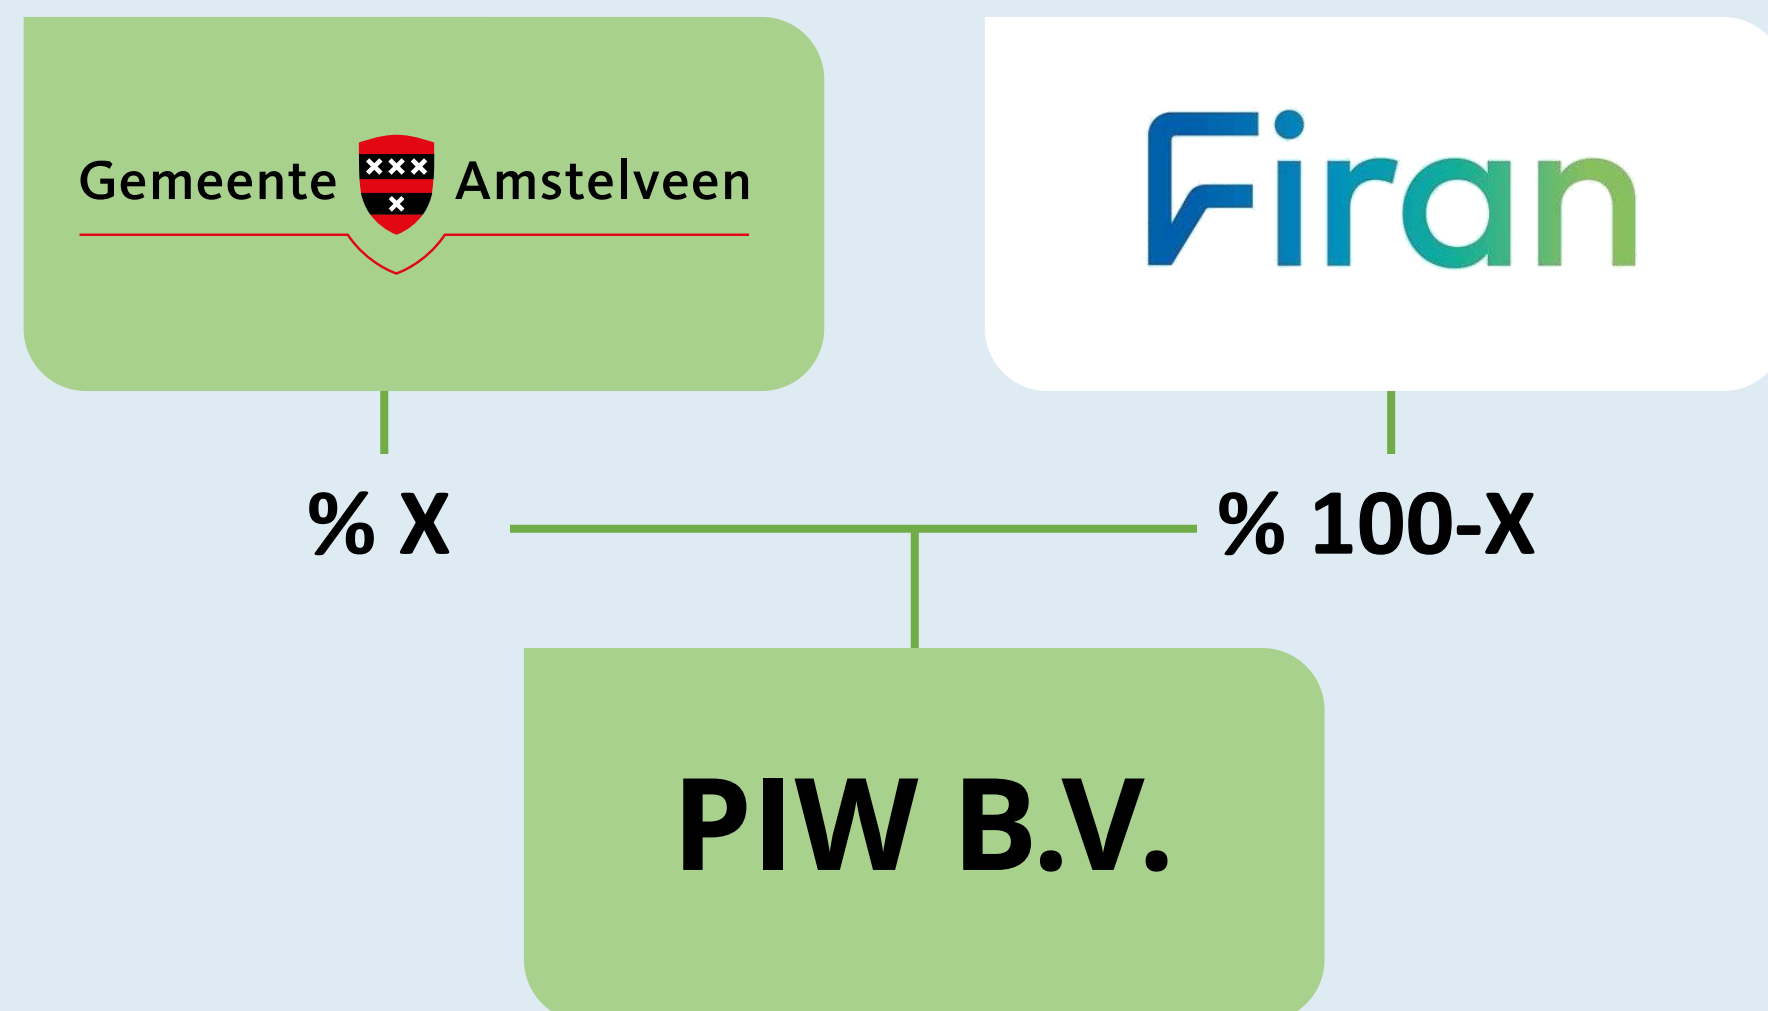 Gemeente Amstelveen
Firan
% X
% 100-X
PIW B.V.